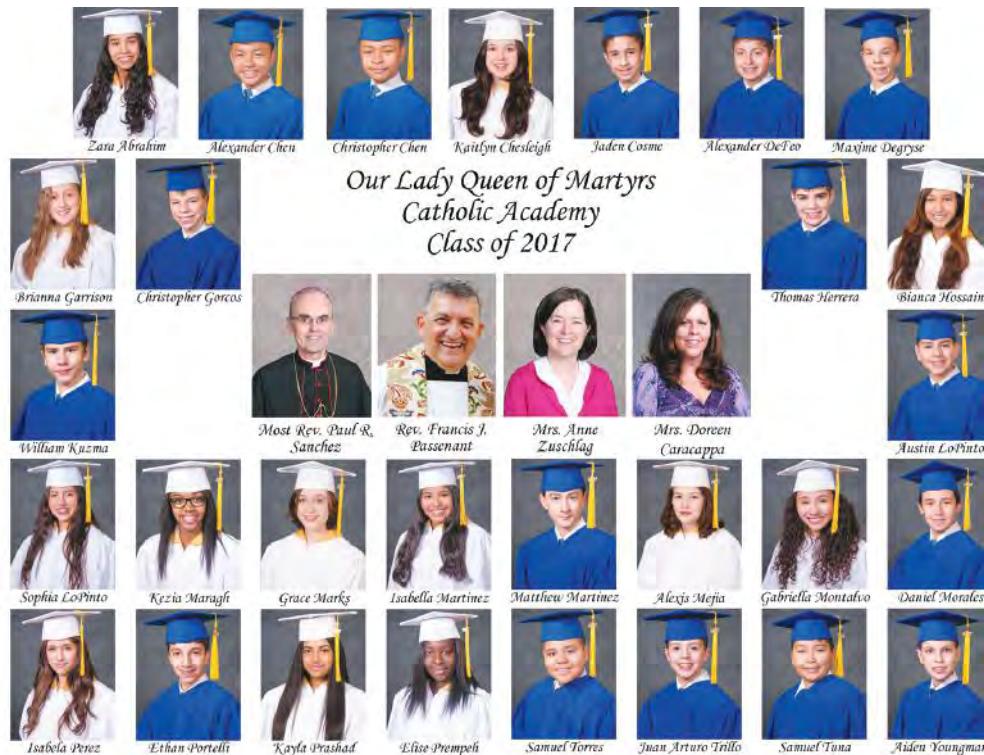 Zara Abrahim
Alexander Chen
Christopher Chen
Kaitlyn Chesleigh
Jaden Cosme
Alexander DeFeo
Maxime Degryse
Our Lady Queen of Martyrs
Catholic Academy
Class of 2017
Brianna Garrison
Christopher Gorcos
Thomas Herrera
Bianca Hossain
Most Rev. Paul R.
Sanchez
Rev. Francis J.
Passenant
Mrs. Anne
Zuschlag
Mrs. Doreen
Caracappa
William Kuzma
Austin LoPinto
Sophia LoPinto
Kezia Maragh
Grace Marks
Isabella Martinez
Matthew Martinez
Alexis Mejia
Gabriella Montalvo
Daniel Morales
Isabela Perez
Ethan Portelli
Kayla Prashad
Elise Prempeh
Samuel Torres
Juan Arturo Trillo
Samuel Tuna
Aiden Youngman